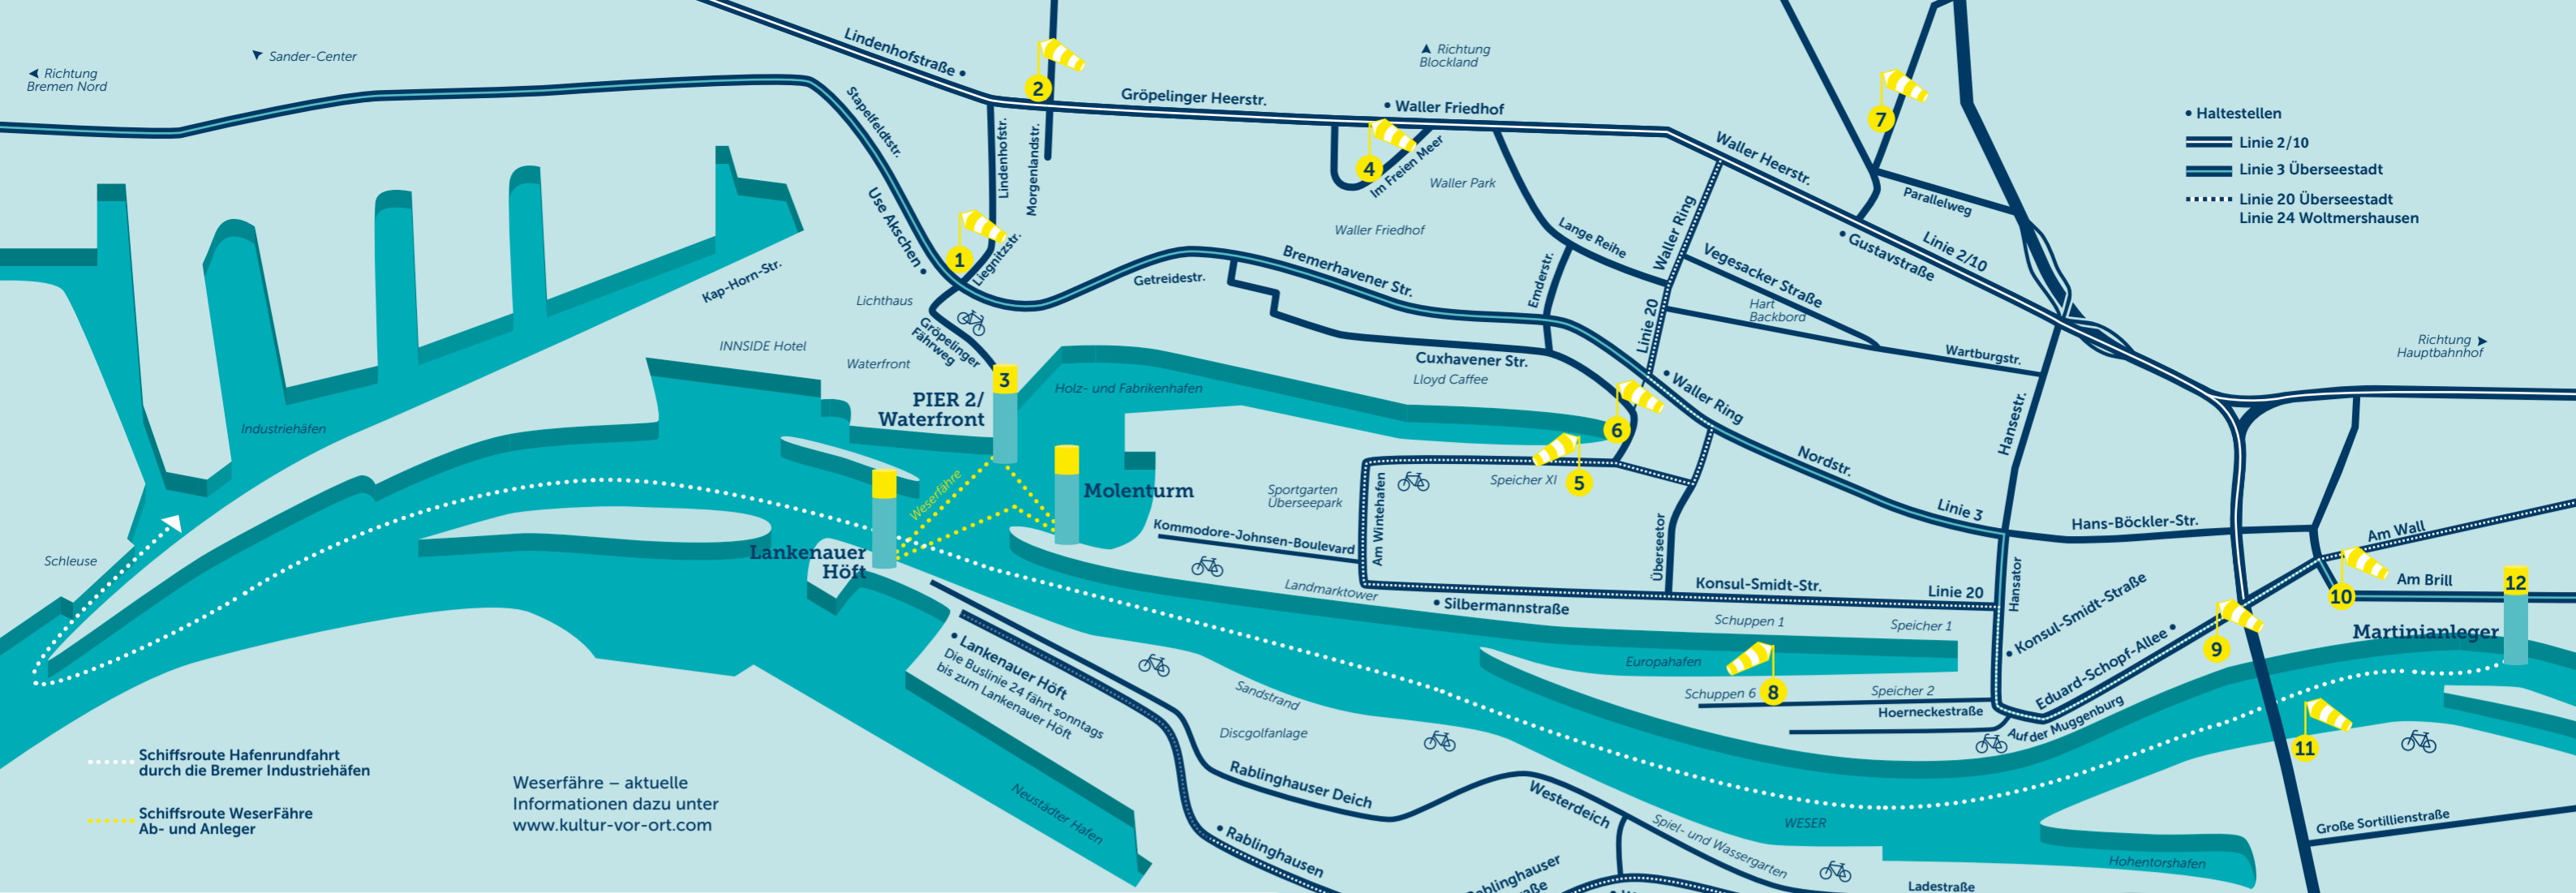 Richtung
Bremen Nord
Sander-Center
Lindenhofstraße •
2
Richtung
Blockland
Gröpelinger Heerstr.
• Waller Friedhof
7
• Haltestellen
Linie 2/10
Linie 3 Überseestadt
Linie 20 Überseestadt
Linie 24 Woltmershausen
Stapelfeldtstr.
Use Akschen •
Lindenhofstr.
Morgenlandstr.
1
Liegnitzstr.
4
Im Freien Meer
Waller Park
Waller Friedhof
Waller Heerstr.
Parallelweg
• Gustavstraße
Linie 2/10
Lange Reihe
Waller Ring
Vegesacker Straße
Hart
Backbord
Emderstr.
Linie 20
Wartburgstr.
Richtung
Hauptbahnhof
Kap-Horn-Str.
Lichthaus
Getreidestr.
Bremerhavener Str.
Gröpelinger
Fährweg
INNSIDE Hotel
Waterfront
Cuxhavener Str.
Lloyd Caffee
3
PIER 2/
Waterfront
Holz- und Fabrikenhafen
• Waller Ring
6
Hansestr.
Industriehäfen
Nordstr.
Speicher XI
5
Molenturm
Weserfähre
Sportgarten
Überseepark
Am Winterhafen
Überseetor
Linie 3
Hans-Böckler-Str.
Am Wall
Kommodore-Johnsen-Boulevard
Lankenauer
Höft
Schleuse
Landmarktower
• Silbermannstraße
Konsul-Smidt-Str.
Linie 20
Hansator
• Konsul-Smidt-Straße
Am Brill
10
12
Martinianleger
Schuppen 1
Speicher 1
Europahafen
Schuppen 6
8
Speicher 2
Hoerneckestraße
Eduard-Schopf-Allee •
Auf der Muggenburg
9
11
• Lankenauer Höft
Die Buslinie 24 fährt sonntags
bis zum Lankenauer Höft
Sandstrand
Discgolfanlage
Schiffsroute Hafenrundfahrt
durch die Bremer Industriehäfen
Schiffsroute WeserFähre
Ab- und Anleger
Weserfähre – aktuelle
Informationen dazu unter
www.kultur-vor-ort.com
Neustädter Hafen
Rablinghauser Deich
• Rablinghausen
Westerdeich
Spiel- und Wassergarten
WESER
Große Sortillienstraße
Hohentorshafen
Ladestraße